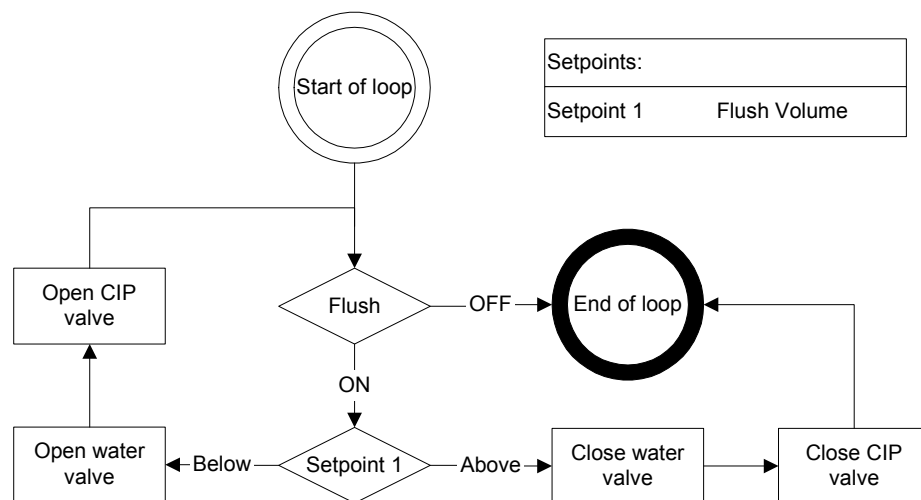 Start of loop
Setpoints:
Setpoint 1 Flush Volume
Open CIP
valve
Flush
OFF
End of loop
ON
Open water
valve
Below
Setpoint 1
Above
Close water
valve
Close CIP
valve